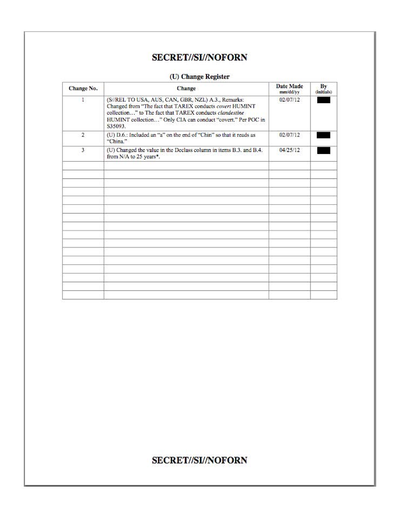 SECRET//SI//NOFORN
(U) Change Register
Change No. Change Date Made By
mm/dd/yy (Initials)
1 (S//REL TO USA, AUS, CAN, GBR, NZL) A.3., Remarks: 02/07/12
Changed from "The fact that TAREX conducts covert HUMINT
collection…" to The fact that TAREX conducts clandestine
HUMINT collection…" Only CIA can conduct "covert." Per POC in
S35093.
2 (U) D.6.: Included an "a" on the end of "Chin" so that it reads as 02/07/12
"China."
3 (U) Changed the value in the Declass column in items B.3. and B.4. 04/25/12
from N/A to 25 years*.
SECRET//SI//NOFORN